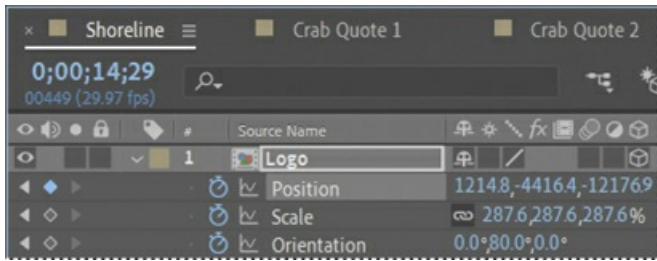 Shoreline Crab Quote 1 Crab Quote 2
0;00;14;29
00449 (29.97 fps)
# Source Name fx
1 Logo
Position 1214.8,-4416.4,-12176.9
Scale 287.6,287.6,287.6%
Orientation 0.0°,80.0°,0.0°